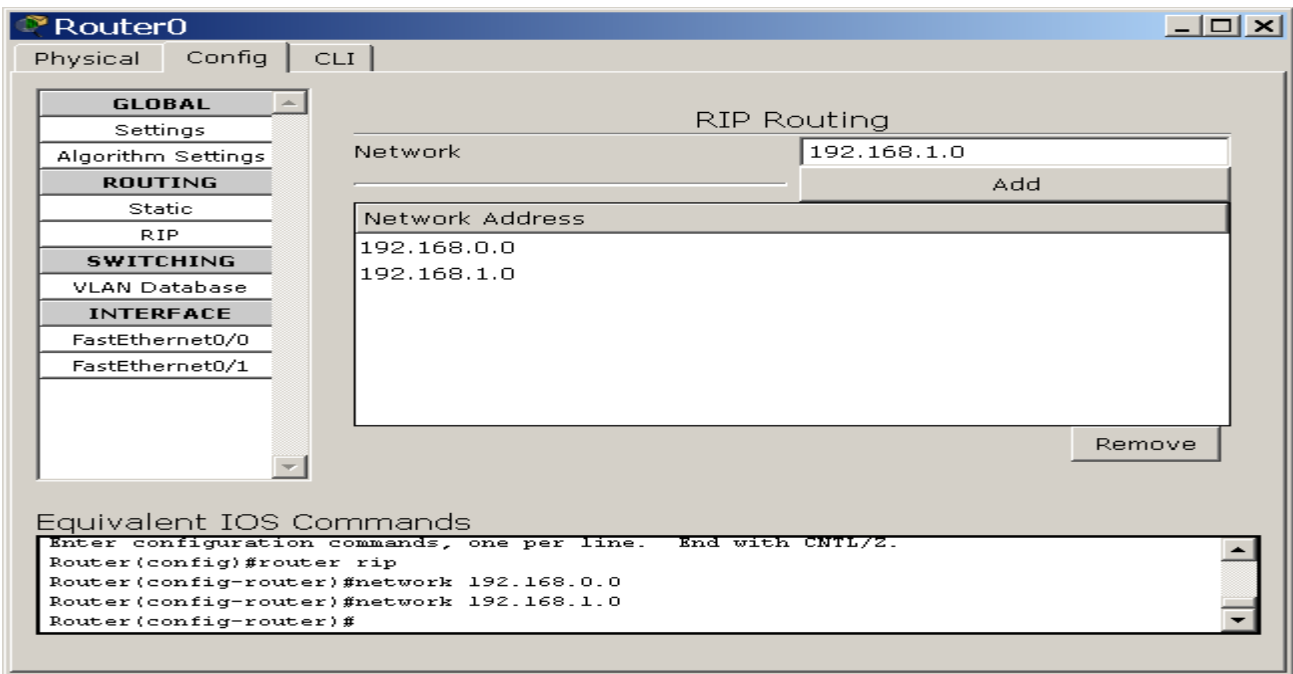 Router0
Physical Config CLI
GLOBAL
Settings
Algorithm Settings
ROUTING
Static
RIP
SWITCHING
VLAN Database
INTERFACE
FastEthernet0/0
FastEthernet0/1
RIP Routing
Network 192.168.1.0
Add
Network Address
192.168.0.0
192.168.1.0
Remove
Equivalent IOS Commands
Enter configuration commands, one per line. End with CNTL/Z.
Router(config)#router rip
Router(config-router)#network 192.168.0.0
Router(config-router)#network 192.168.1.0
Router(config-router)#